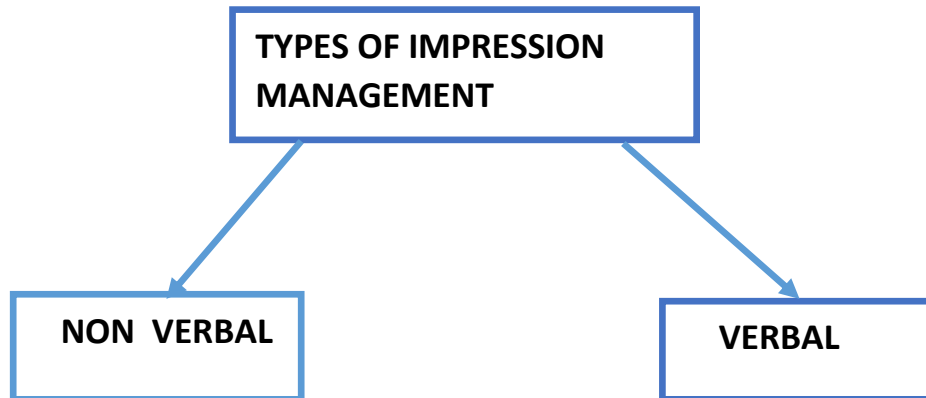 TYPES OF IMPRESSION
MANAGEMENT
NON VERBAL
VERBAL